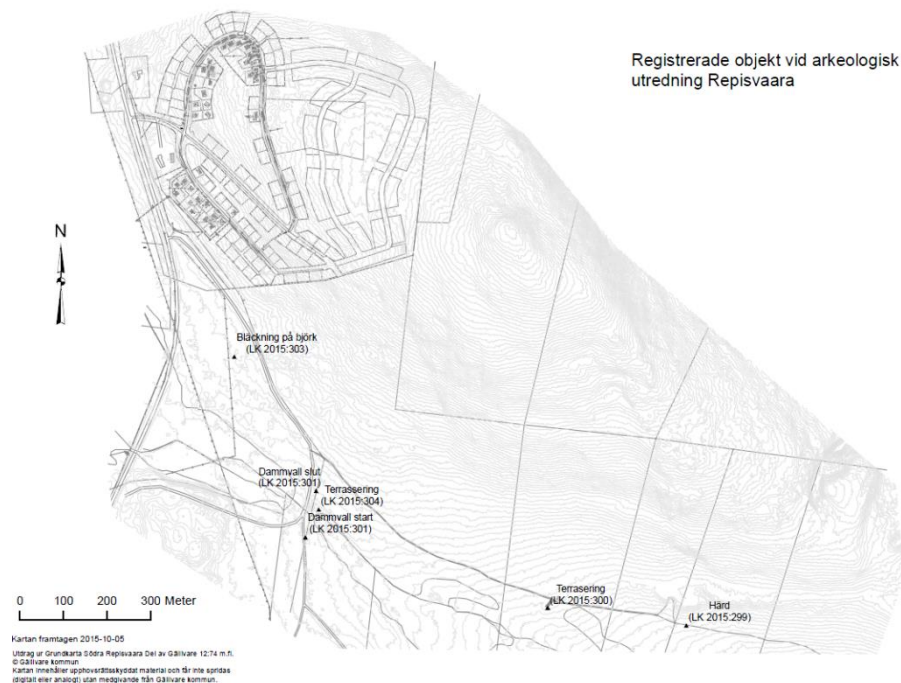 Registrerade objekt vid arkeologisk
utredning Repisvaara
N
Bläckning på björk
(LK 2015:303)
Dammvall slut
(LK 2015:301)
Terrassering
(LK 2015:304)
Dammvall start
(LK 2015:301)
Terrasering
(LK 2015:300)
Härd
(LK 2015:299)
0 100 200 300 Meter
Kartan framtagen 2015-10-05
Utdrag ur Grundkarta Södra Repisvaara Del av Gällivare 12:74 m.fl.
© Gällivare kommun
Kartan innehåller upphovsrättsskyddat material och får inte spridas
(digitalt eller analogt) utan medgivande från Gällivare kommun.